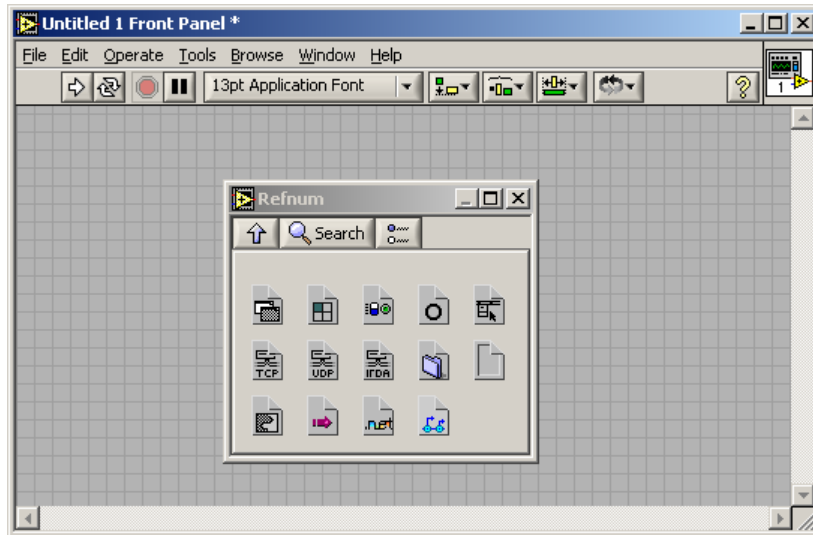 Untitled 1 Front Panel *
File Edit Operate Tools Browse Window Help
13pt Application Font
?
1
Refnum
Search
TCP UDP IrDA
.net